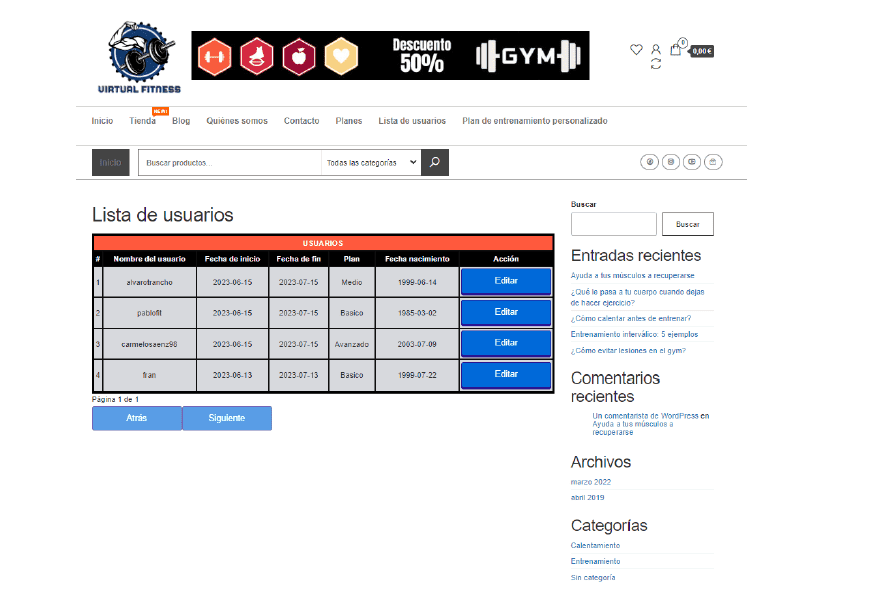 VIRTUAL FITNESS
Descuento
50%
GYM
0
0,00 €
NEW!
Inicio Tienda Blog Quiénes somos Contacto Planes Lista de usuarios Plan de entrenamiento personalizado
Inicio Buscar productos... Todas las categorías
Lista de usuarios
USUARIOS
# Nombre del usuario Fecha de inicio Fecha de fin Plan Fecha nacimiento Acción
1 alvarotrancho 2023-06-15 2023-07-15 Medio 1999-06-14 Editar
2 pablofit 2023-06-15 2023-07-15 Basico 1985-03-02 Editar
3 carmelosaenz98 2023-06-15 2023-07-15 Avanzado 2003-07-09 Editar
4 fran 2023-06-13 2023-07-13 Basico 1999-07-22 Editar
Página 1 de 1
Atrás Siguiente
Buscar
Buscar
Entradas recientes
Ayuda a tus músculos a recuperarse
¿Qué le pasa a tu cuerpo cuando dejas
de hacer ejercicio?
¿Cómo calentar antes de entrenar?
Entrenamiento interválico: 5 ejemplos
¿Cómo evitar lesiones en el gym?
Comentarios
recientes
Un comentarista de WordPress en
Ayuda a tus músculos a
recuperarse
Archivos
marzo 2022
abril 2019
Categorías
Calentamiento
Entrenamiento
Sin categoría